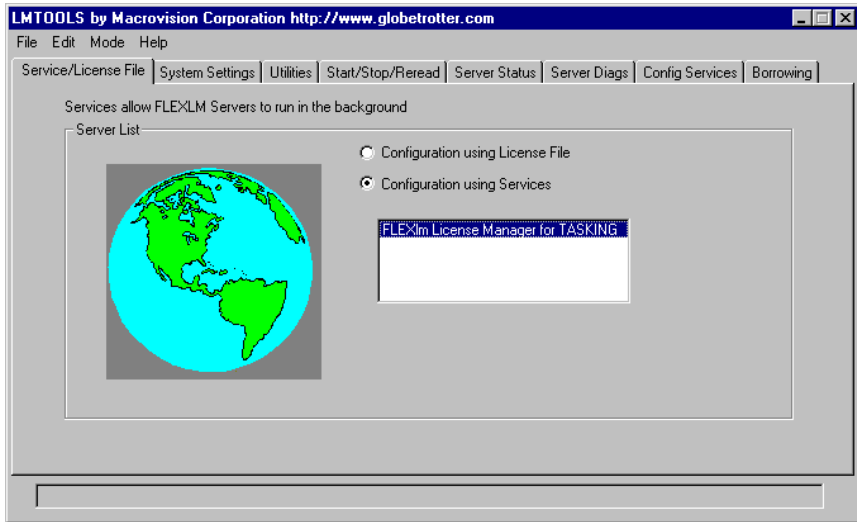 LMTOOLS by Macrovision Corporation http://www.globetrotter.com
File Edit Mode Help
Service/License File System Settings Utilities Start/Stop/Reread Server Status Server Diags Config Services Borrowing
Services allow FLEXLM Servers to run in the background
Server List
Configuration using License File
Configuration using Services
FLEXlm License Manager for TASKING